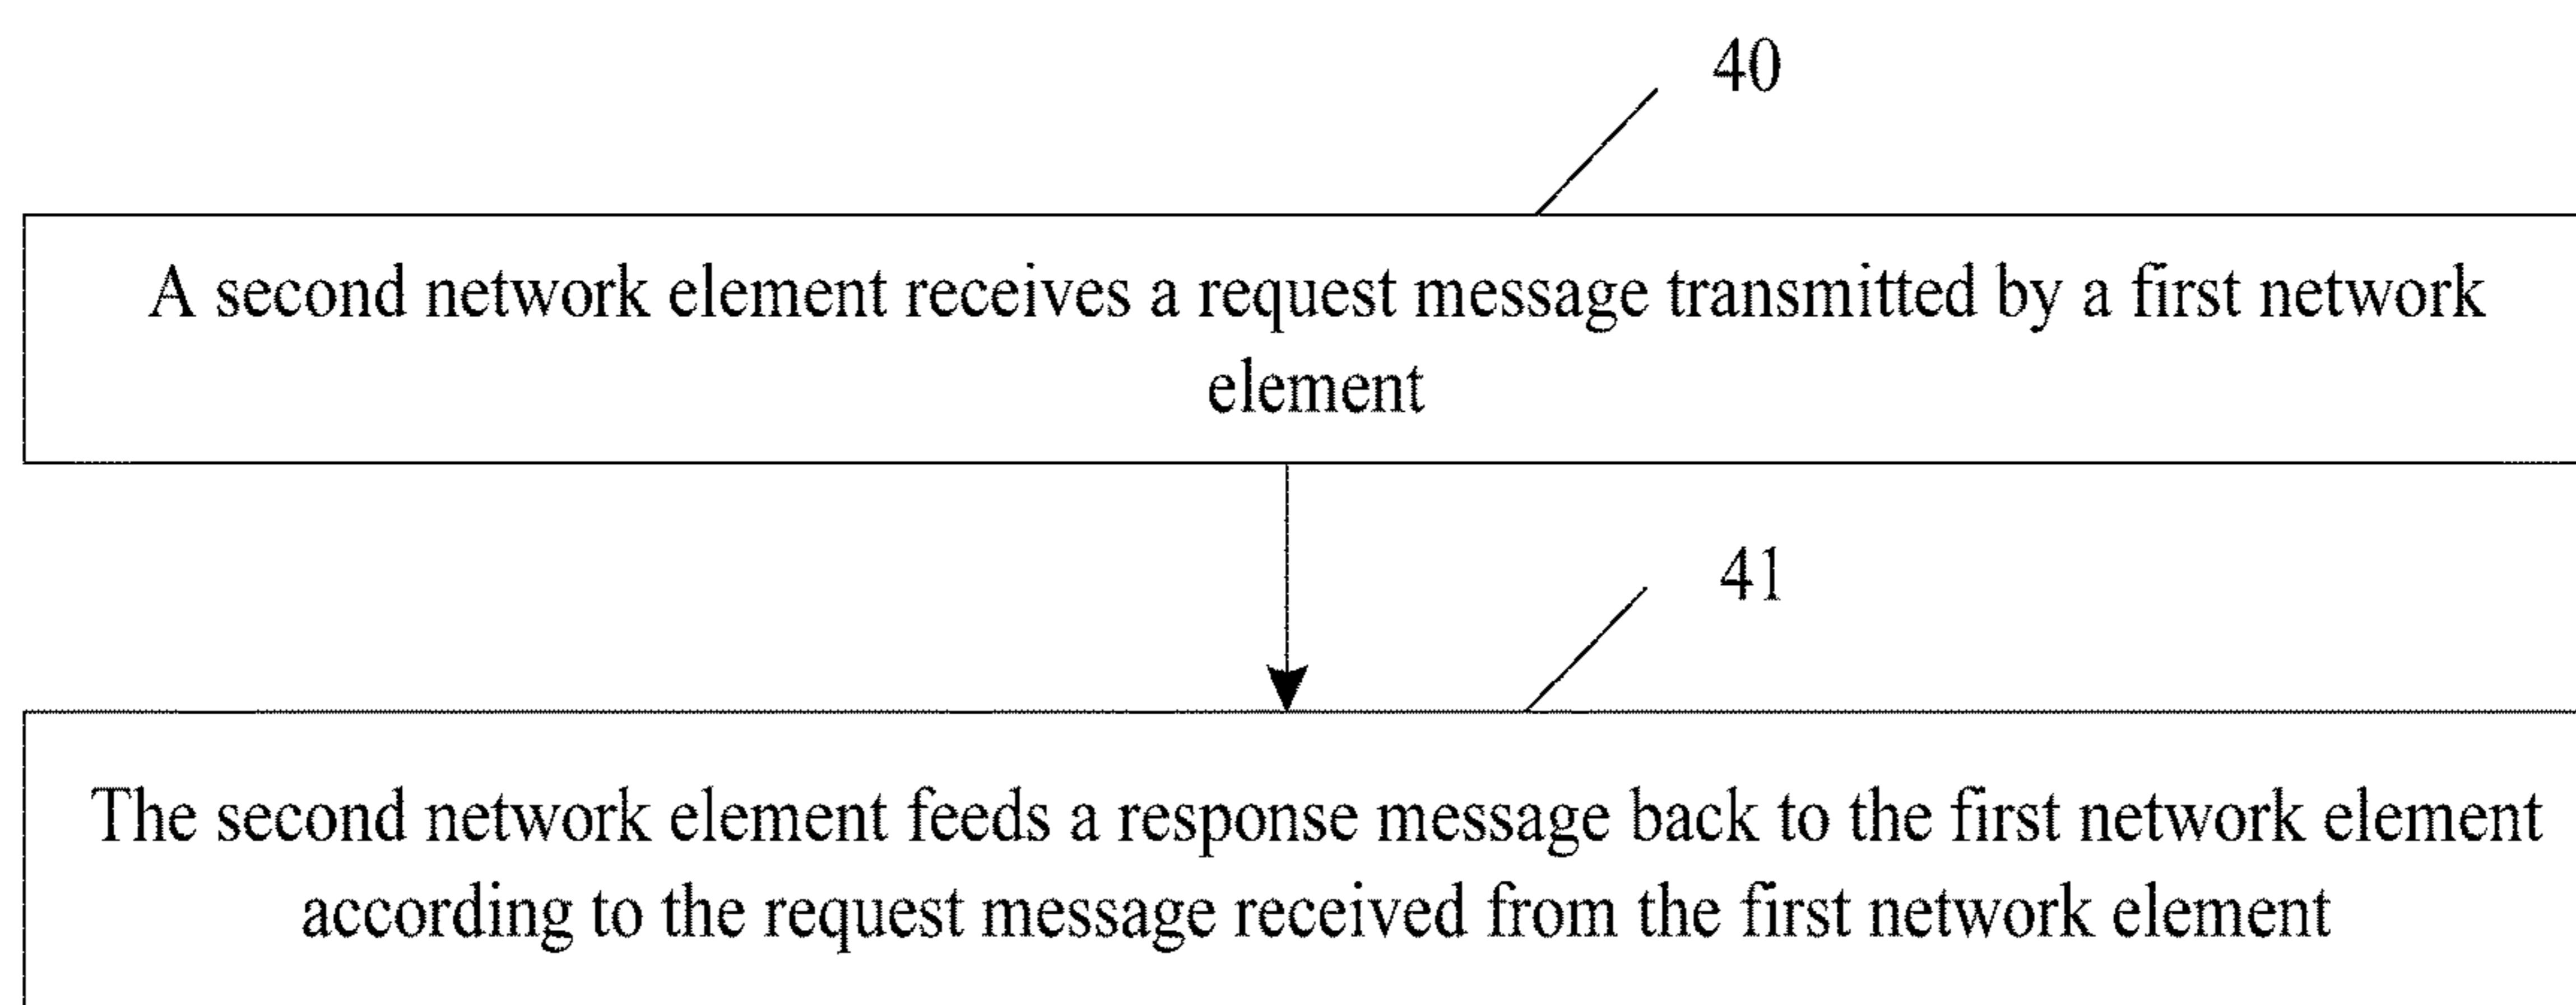 40
A second network element receives a request message transmitted by a first network
element
41
The second network element feeds a response message back to the first network element
according to the request message received from the first network element